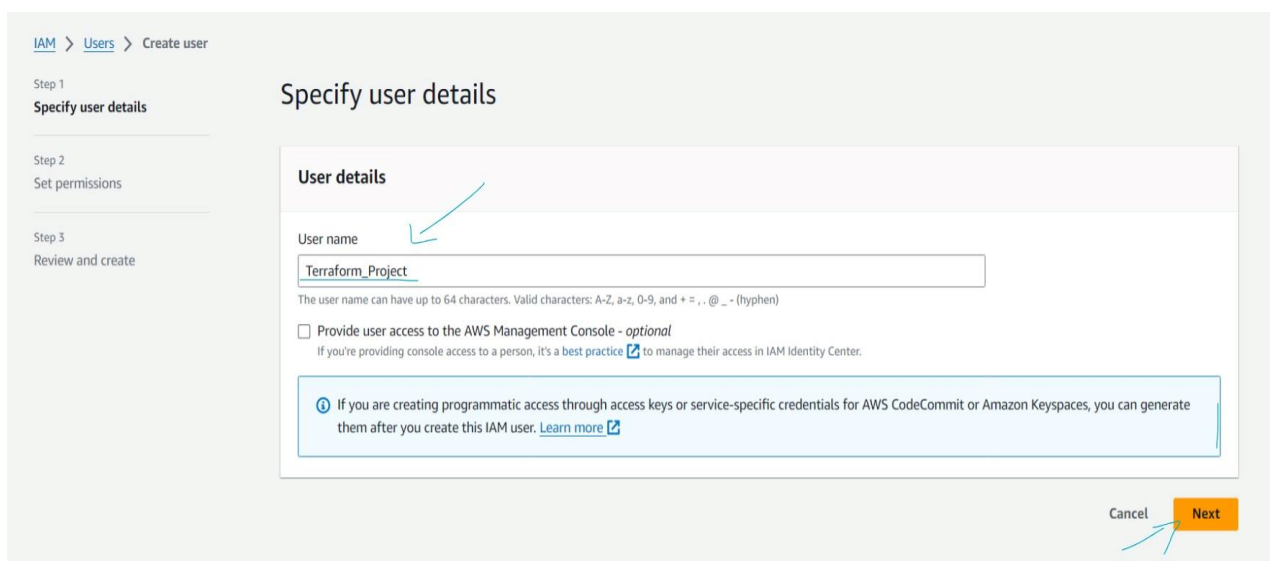 IAM > Users > Create user
Step 1
Specify user details
Step 2
Set permissions
Step 3
Review and create
Specify user details
User details
User name
Terraform_Project
The user name can have up to 64 characters. Valid characters: A-Z, a-z, 0-9, and + = , . @ _ - (hyphen)
Provide user access to the AWS Management Console - optional
If you're providing console access to a person, it's a best practice to manage their access in IAM Identity Center.
If you are creating programmatic access through access keys or service-specific credentials for AWS CodeCommit or Amazon Keyspaces, you can generate
them after you create this IAM user. Learn more
Cancel
Next